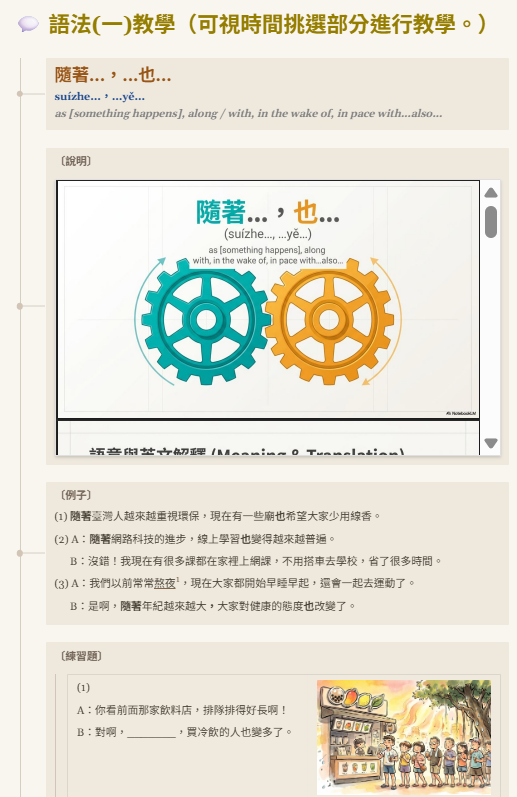 語法(一)教學（可視時間挑選部分進行教學。）
隨著…，…也…
suízhe…，…yě…
as [something happens], along / with, in the wake of, in pace with…also…
〔說明〕
隨著…，也…
(suízhe…, …yě…)
as [something happens], along
with, in the wake of, in pace with…also…
NotebookLM
語意與英文解釋 (Meaning & Translation)
〔例子〕
(1) 隨著臺灣人越來越重視環保，現在有一些廟也希望大家少用線香。
(2) A：隨著網路科技的進步，線上學習也變得越來越普遍。
B：沒錯！我現在有很多課都在家裡上網課，不用搭車去學校，省了很多時間。
(3) A：我們以前常常熬夜1，現在大家都開始早睡早起，還會一起去運動了。
B：是啊，隨著年紀越來越大，大家對健康的態度也改變了。
〔練習題〕
(1)
A：你看前面那家飲料店，排隊排得好長啊！
B：對啊，________，買冷飲的人也變多了。